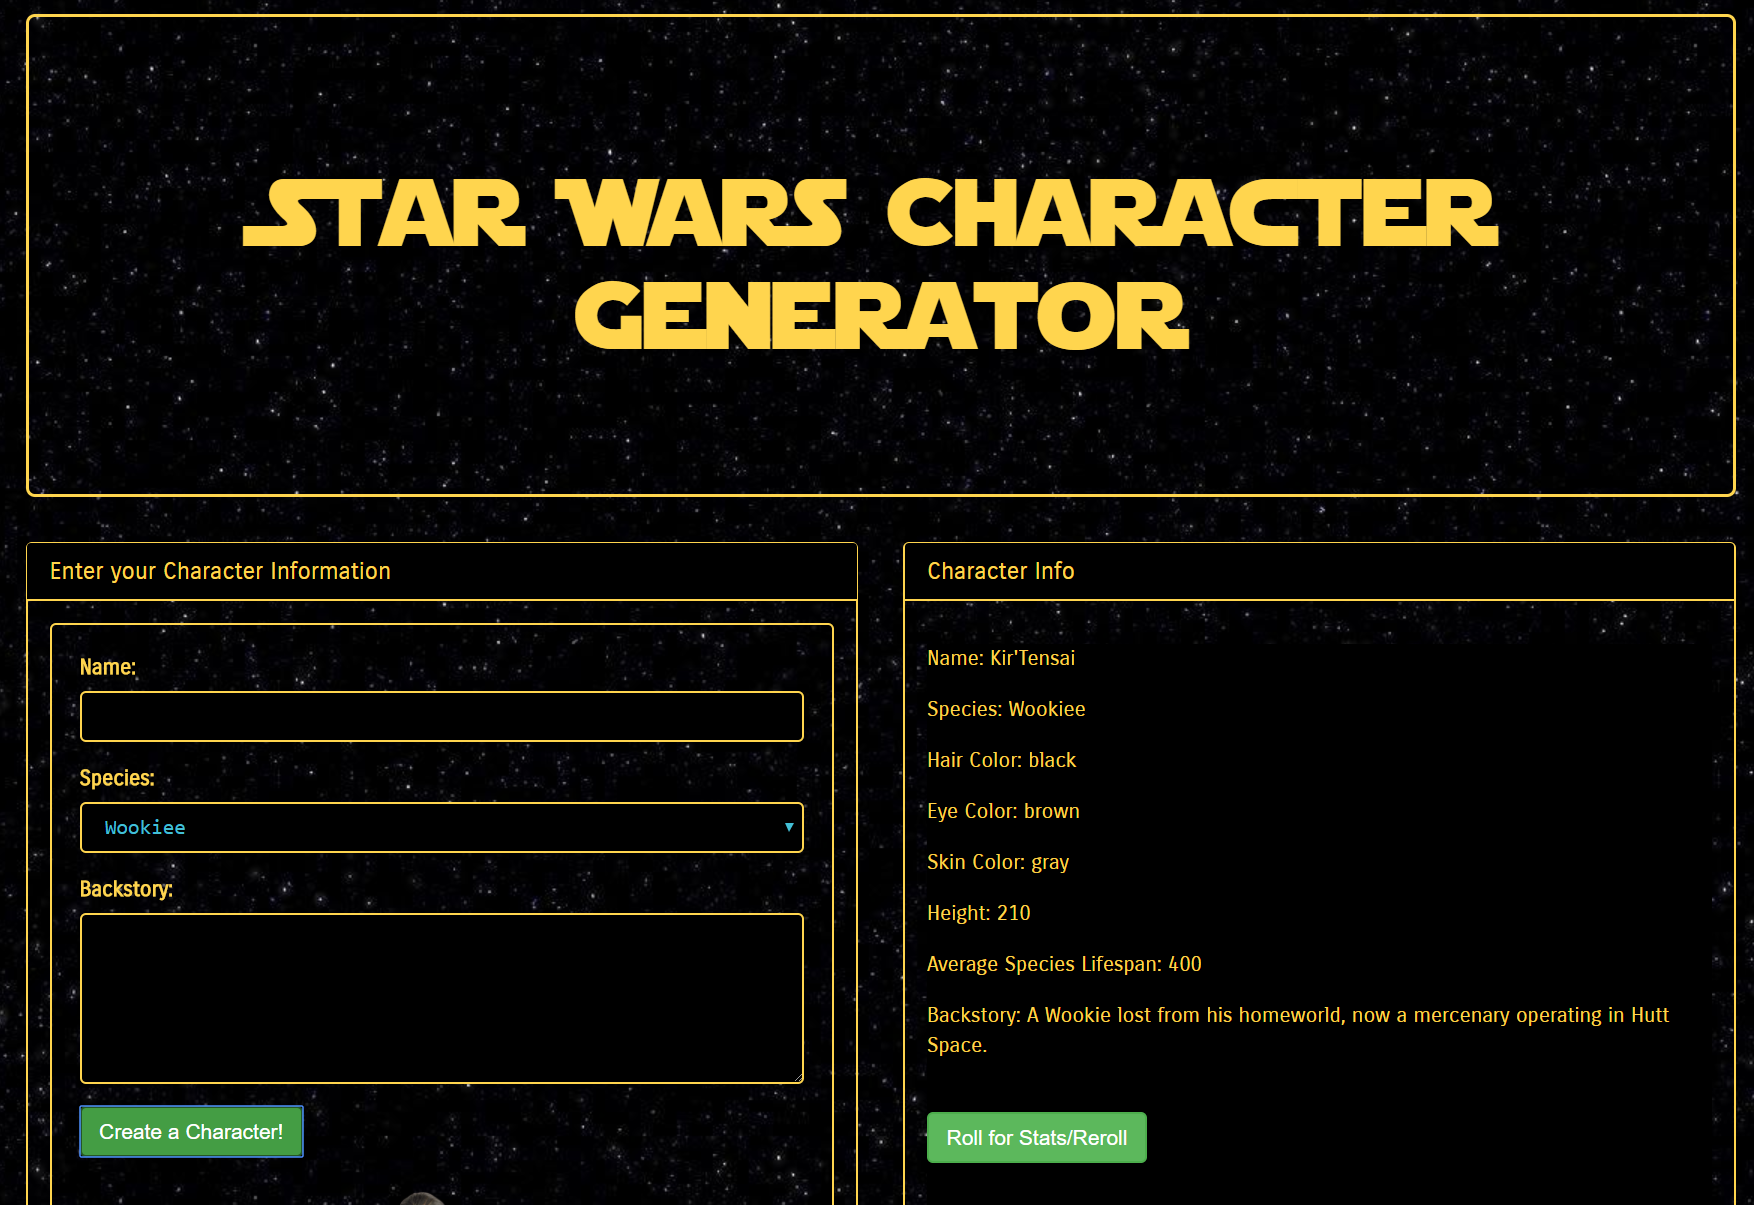 Star Wars Character
Generator
Enter your Character Information
Name:
Species:
Wookiee
Backstory:
Create a Character!
Character Info
Name: Kir'Tensai
Species: Wookiee
Hair Color: black
Eye Color: brown
Skin Color: gray
Height: 210
Average Species Lifespan: 400
Backstory: A Wookie lost from his homeworld, now a mercenary operating in Hutt
Space.
Roll for Stats/Reroll